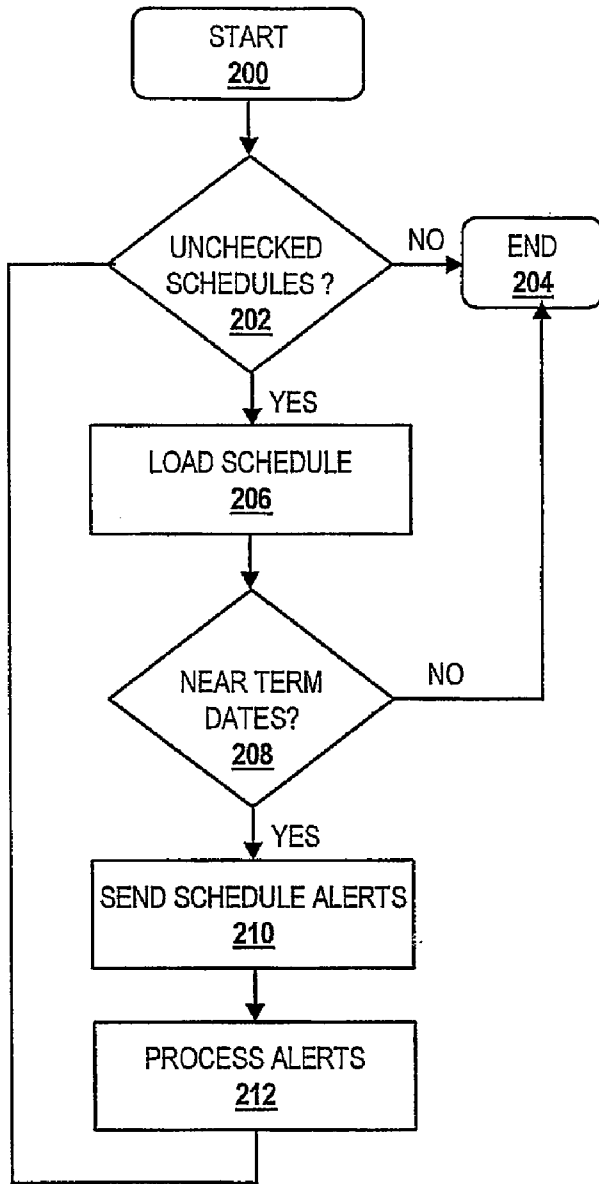 START
200
UNCHECKED
SCHEDULES ?
202
NO
END
204
YES
LOAD SCHEDULE
206
NEAR TERM
DATES?
208
NO
YES
SEND SCHEDULE ALERTS
210
PROCESS ALERTS
212